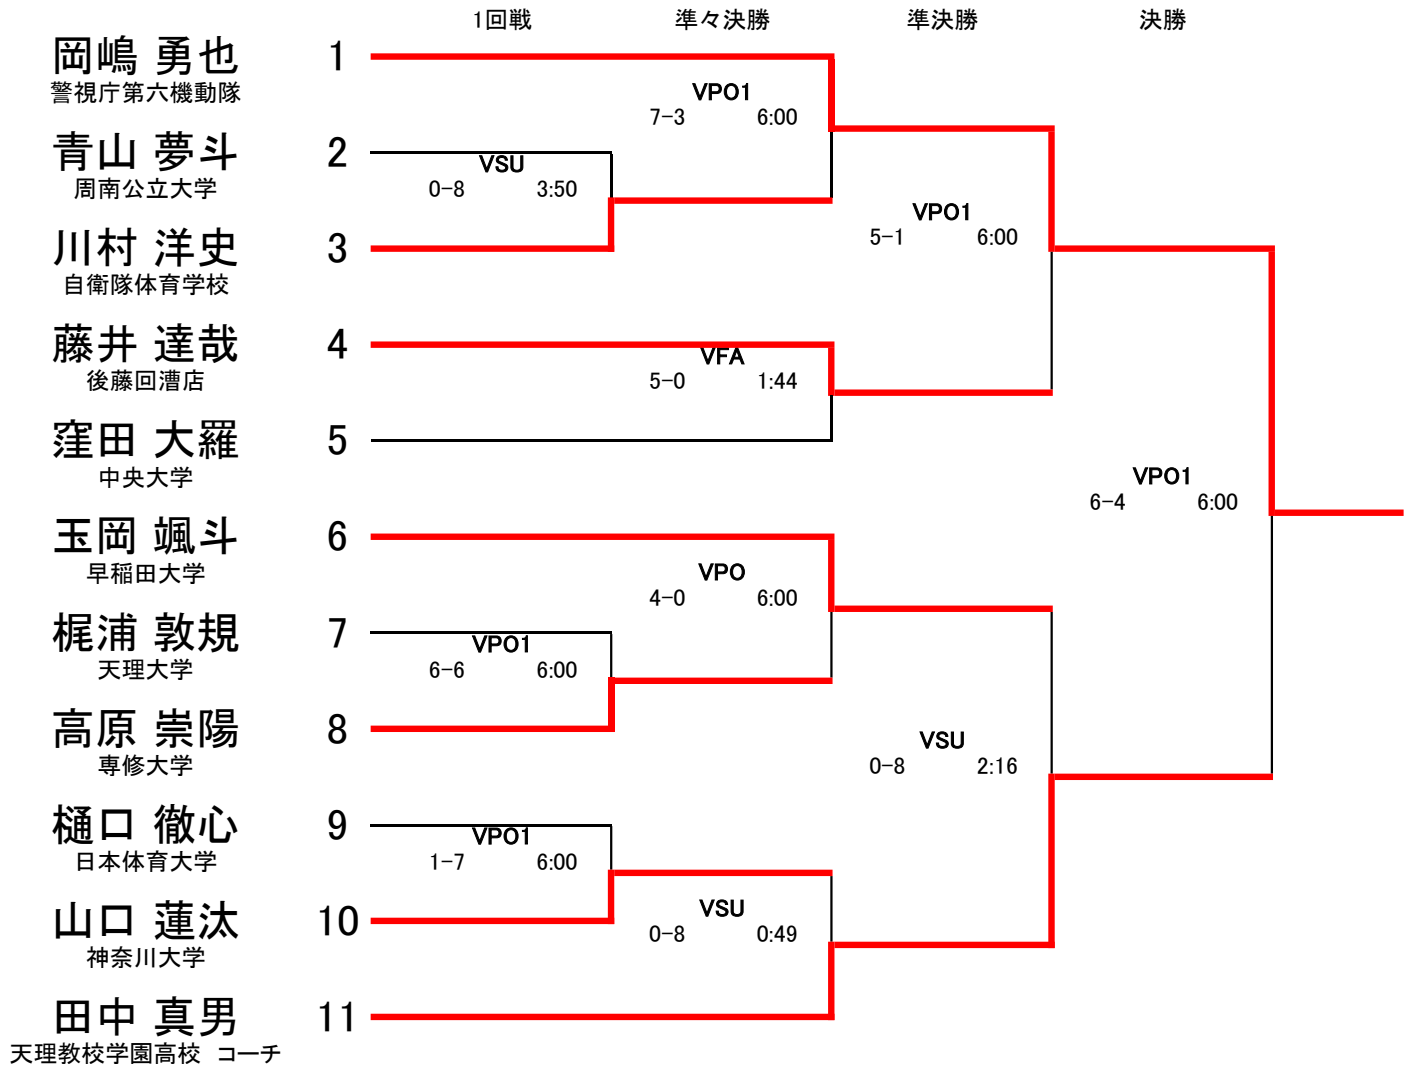 1回戦 準々決勝 準決勝 決勝
岡嶋 勇也 1
警視庁第六機動隊
VPO1
7-3 6:00
青山 夢斗 2
周南公立大学
VSU
0-8 3:50
VPO1
5-1 6:00
川村 洋史 3
自衛隊体育学校
藤井 達哉 4
後藤回漕店
VFA
5-0 1:44
窪田 大羅 5
中央大学
VPO1
6-4 6:00
玉岡 颯斗 6
早稲田大学
VPO
4-0 6:00
梶浦 敦規 7
天理大学
VPO1
6-6 6:00
高原 崇陽 8
専修大学
VSU
0-8 2:16
樋口 徹心 9
日本体育大学
VPO1
1-7 6:00
山口 蓮汰 10
神奈川大学
VSU
0-8 0:49
田中 真男 11
天理教校学園高校 コーチ